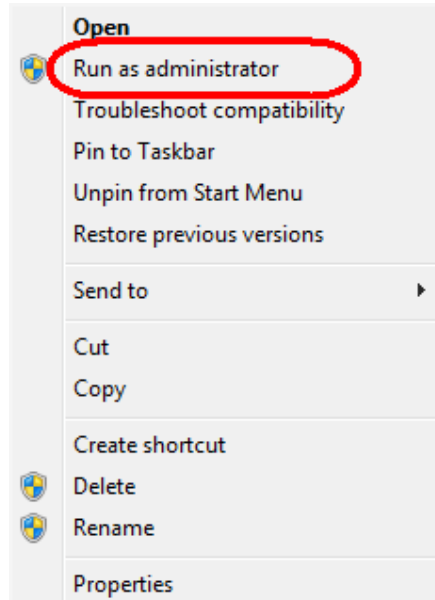 Open
Run as administrator
Troubleshoot compatibility
Pin to Taskbar
Unpin from Start Menu
Restore previous versions
Send to
Cut
Copy
Create shortcut
Delete
Rename
Properties